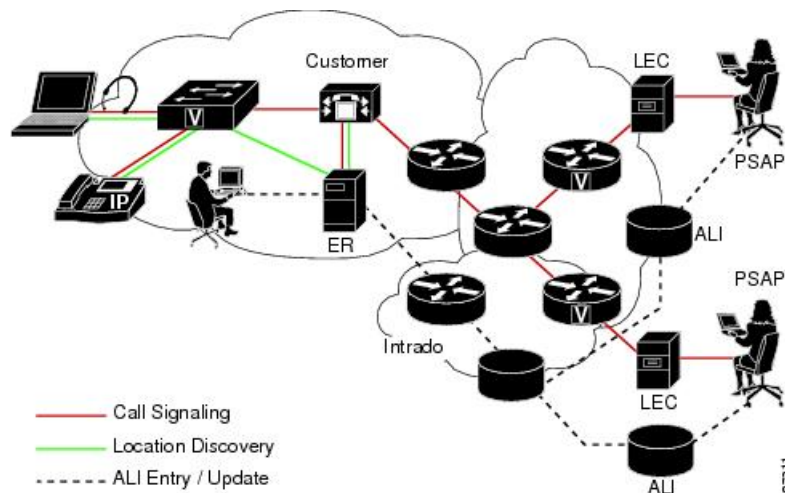 Customer
LEC
V
PSAP
V
IP
ER
ALI
PSAP
V
Intrado
LEC
Call Signaling
Location Discovery
ALI Entry / Update
ALI